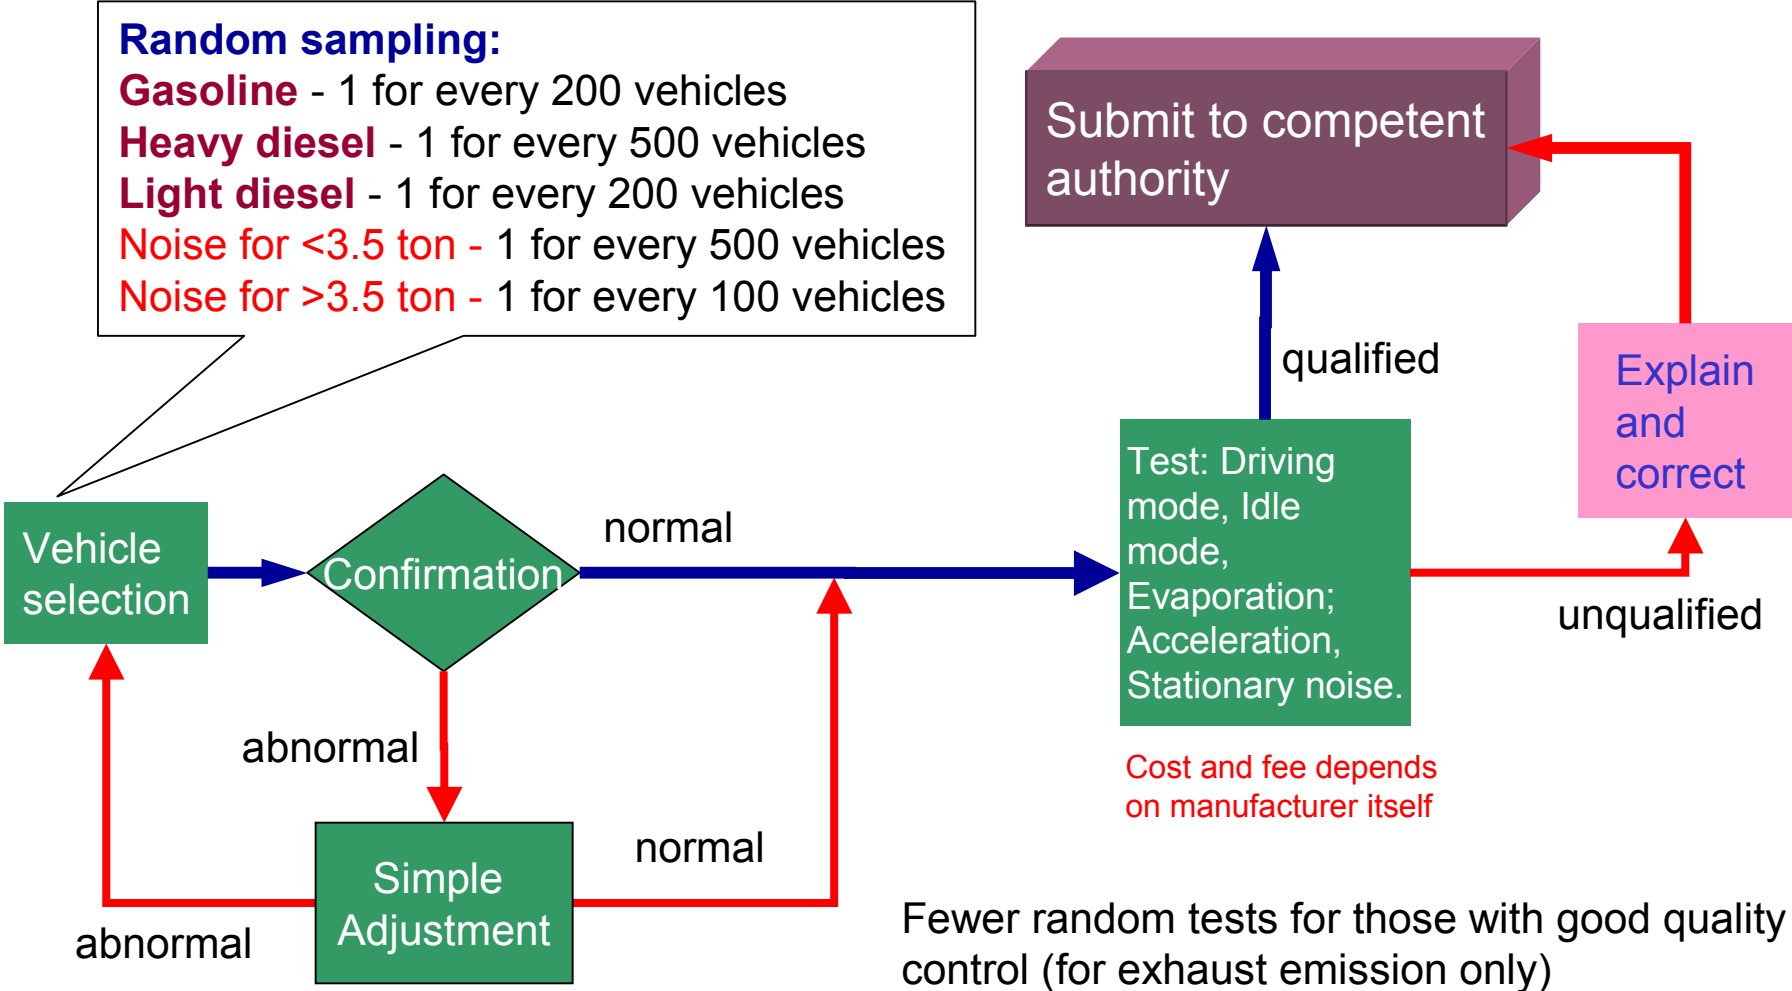 Random sampling:
Gasoline - 1 for every 200 vehicles
Heavy diesel - 1 for every 500 vehicles
Light diesel - 1 for every 200 vehicles
Noise for <3.5 ton - 1 for every 500 vehicles
Noise for >3.5 ton - 1 for every 100 vehicles
Submit to competent
authority
qualified
Explain
and
correct
Vehicle
selection
Confirmation
normal
Test: Driving
mode, Idle
mode,
Evaporation;
Acceleration,
Stationary noise.
unqualified
abnormal
Cost and fee depends
on manufacturer itself
Simple
Adjustment
normal
abnormal
Fewer random tests for those with good quality
control (for exhaust emission only)